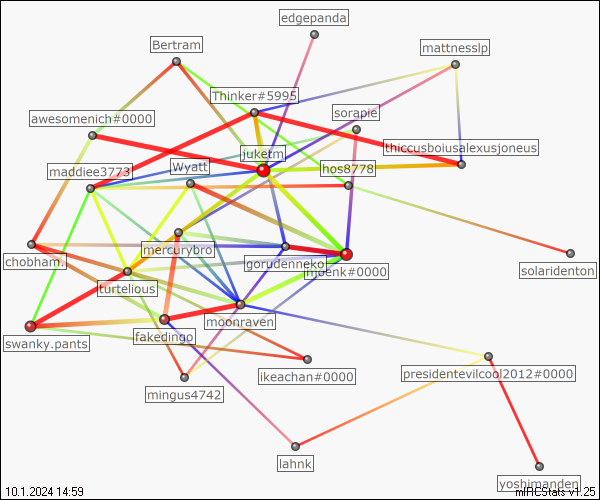 edgepanda
Bertram
mattnesslp
Thinker#5995
sorapie
awesomenich#0000
thiccusboiusalexusjoneus
juketm
maddiee3773
Wyatt
hos8778
mercurybro
chobham.
gorudenneko
muenk#0000
solaridenton
turtelious
moonraven
swanky.pants
fakedingo
ikeachan#0000
presidentevilcool2012#0000
mingus4742
lahnk
yoshimanden
10.1.2024 14:59
mIRCStats v1.25